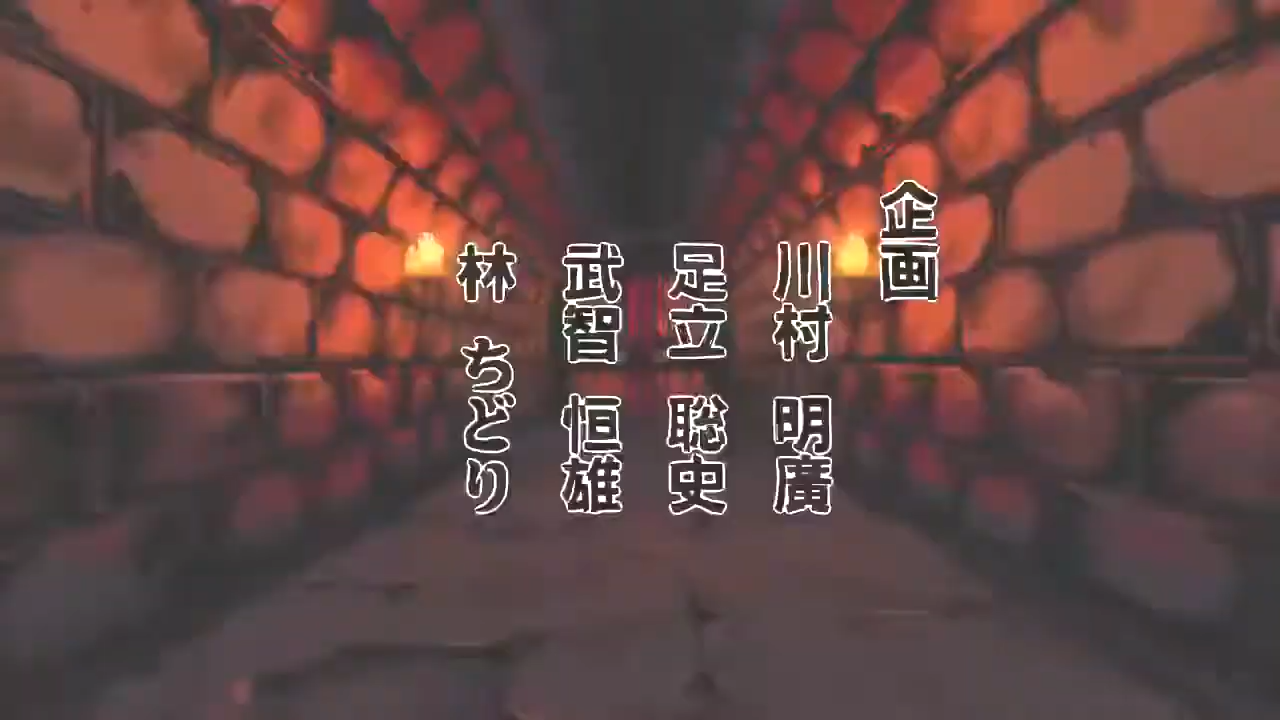 企画
川村 明廣
足立 聡史
武智 恒雄
林 ちどり